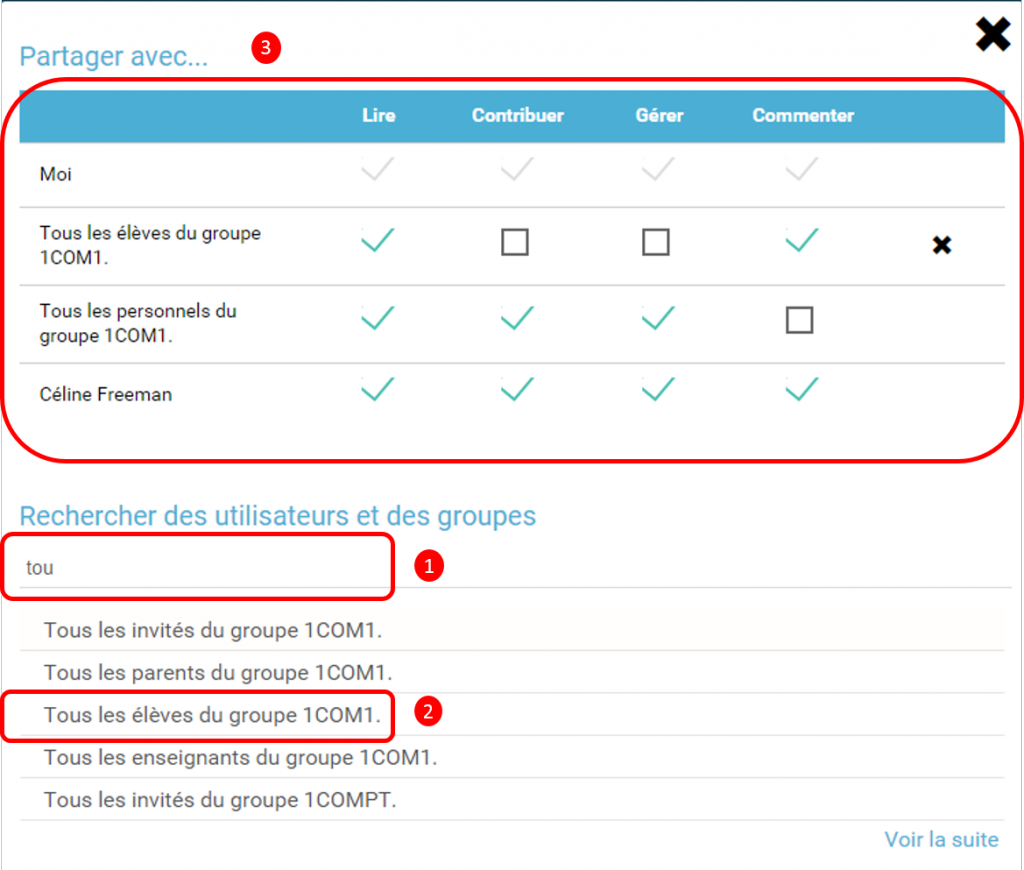 Partager avec... 3
Lire Contribuer Gérer Commenter
Moi
Tous les élèves du groupe
1COM1.
Tous les personnels du
groupe 1COM1.
Céline Freeman
Rechercher des utilisateurs et des groupes
tou 1
Tous les invités du groupe 1COM1.
Tous les parents du groupe 1COM1.
Tous les élèves du groupe 1COM1. 2
Tous les enseignants du groupe 1COM1.
Tous les invités du groupe 1COMPT.
Voir la suite